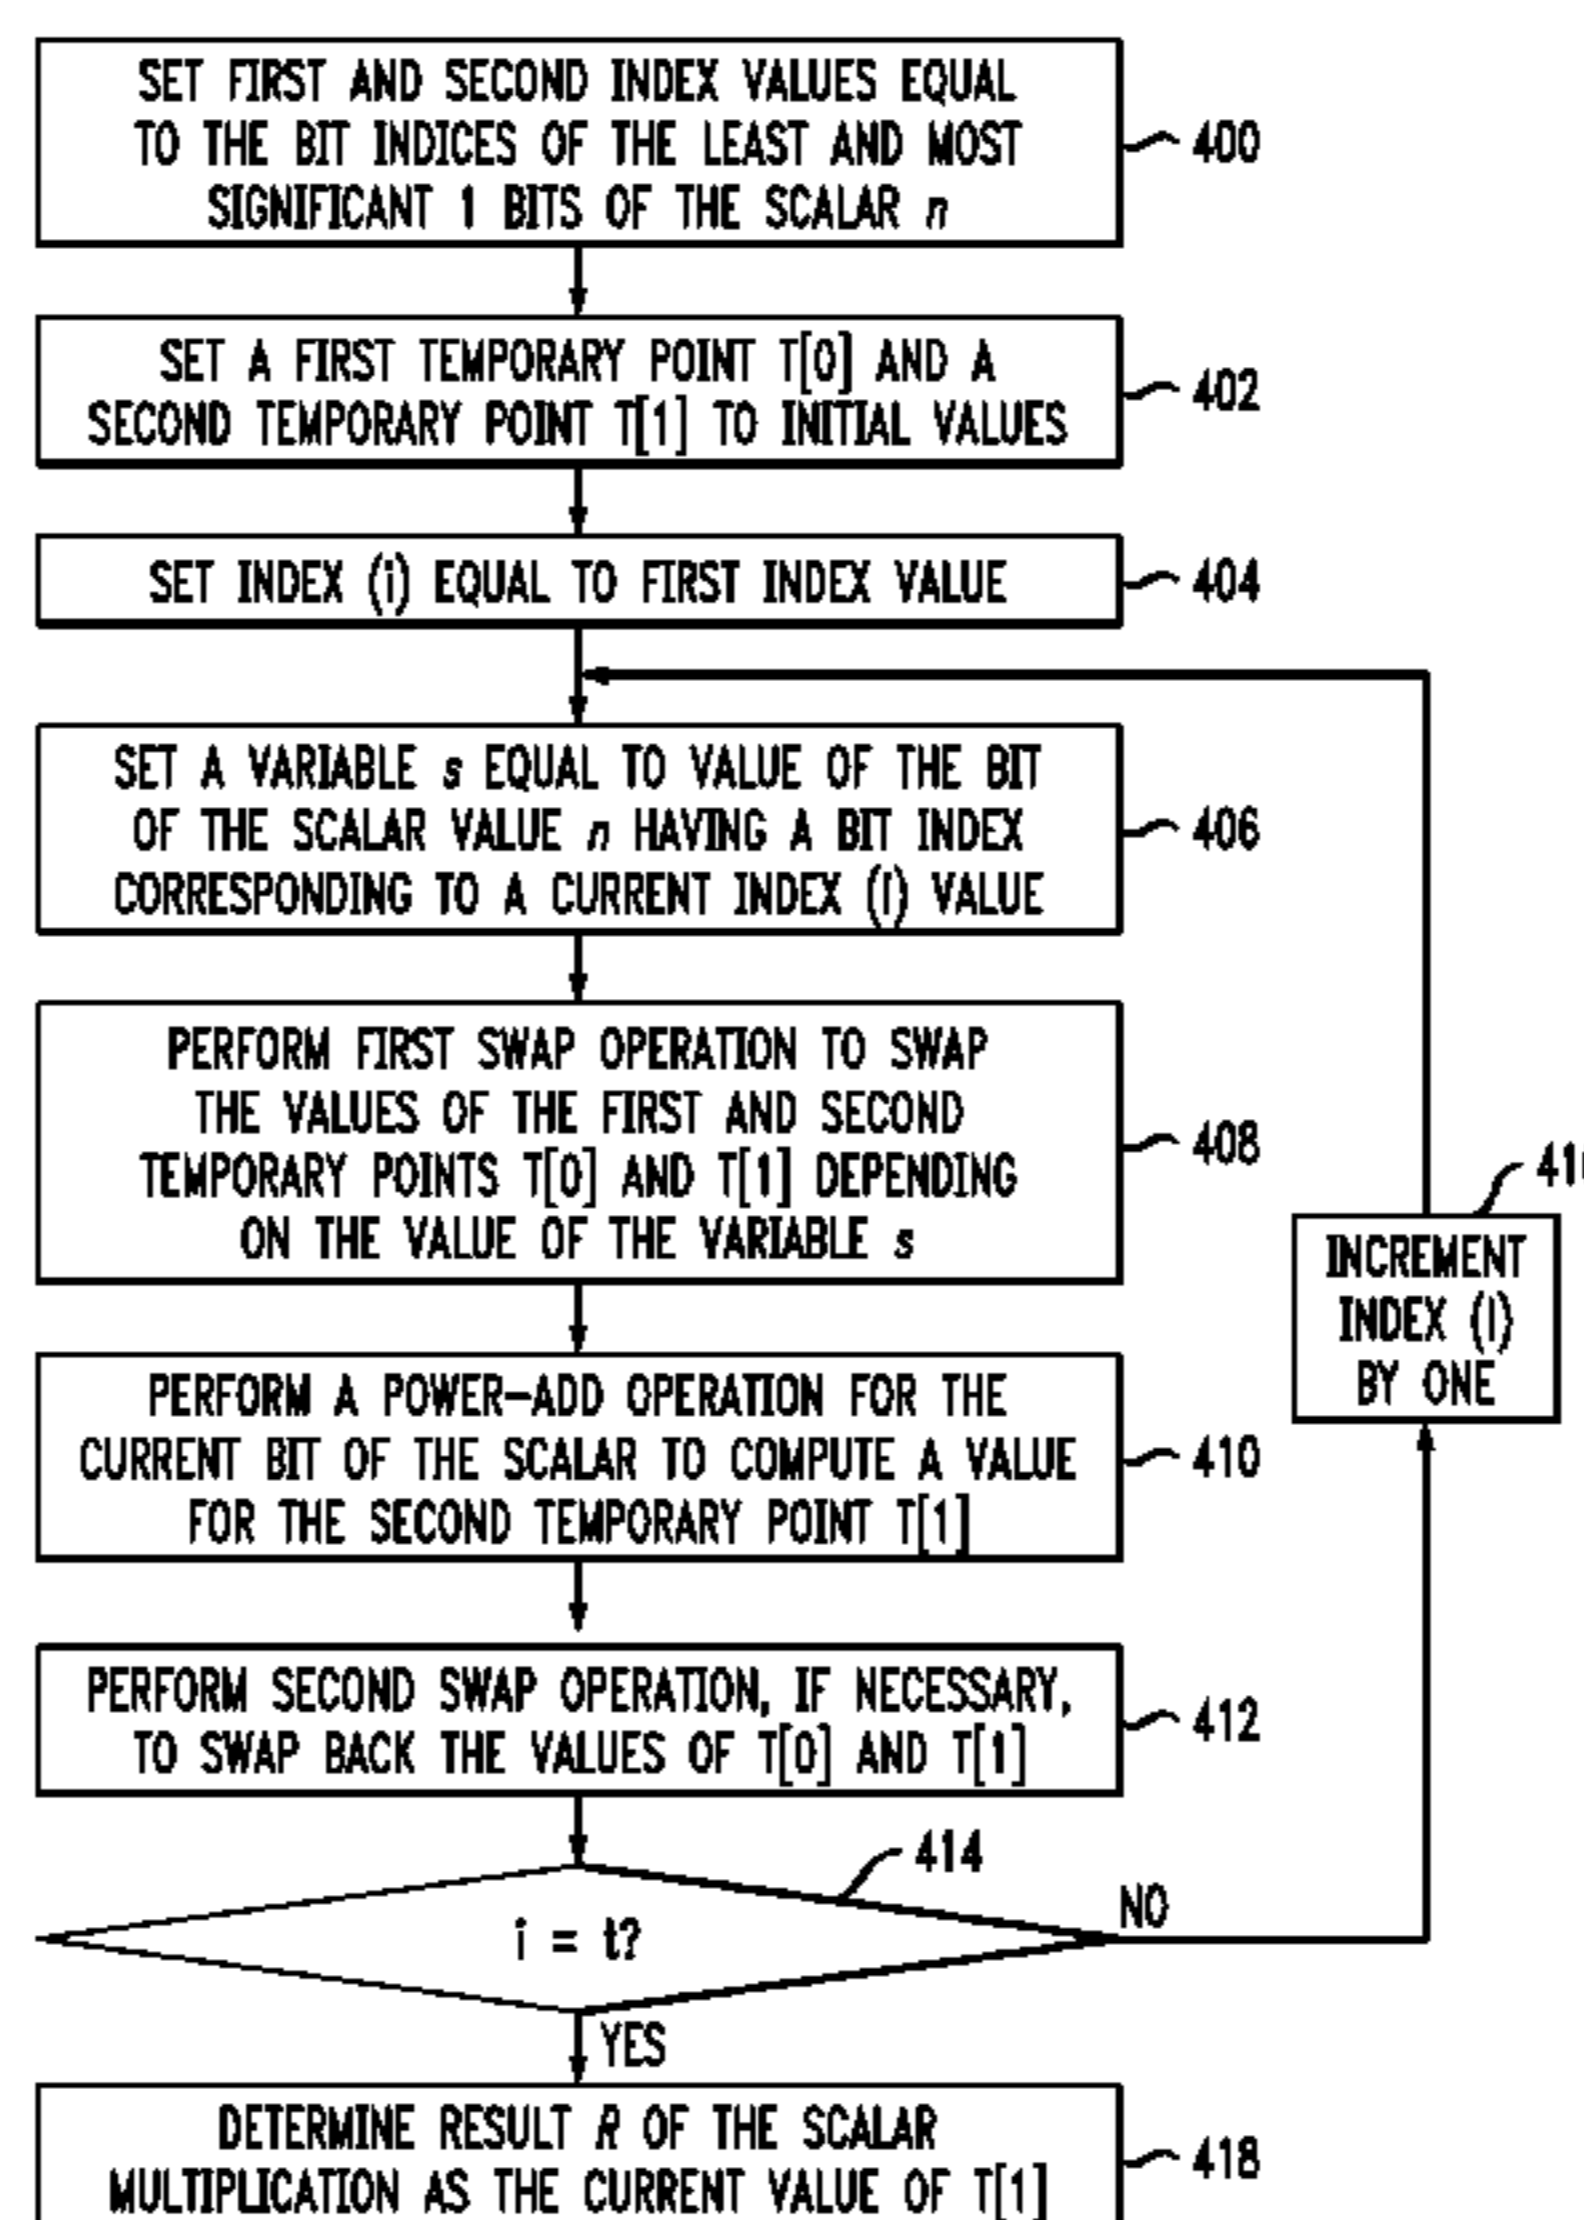 SET FIRST AND SECOND INDEX VALUES EQUAL
TO THE BIT INDICES OF THE LEAST AND MOST
SIGNIFICANT 1 BITS OF THE SCALAR n
400
SET A FIRST TEMPORARY POINT T[0] AND A
SECOND TEMPORARY POINT T[1] TO INITIAL VALUES
402
SET INDEX (i) EQUAL TO FIRST INDEX VALUE
404
SET A VARIABLE s EQUAL TO VALUE OF THE BIT
OF THE SCALAR VALUE n HAVING A BIT INDEX
CORRESPONDING TO A CURRENT INDEX (I) VALUE
406
PERFORM FIRST SWAP OPERATION TO SWAP
THE VALUES OF THE FIRST AND SECOND
TEMPORARY POINTS T[0] AND T[1] DEPENDING
ON THE VALUE OF THE VARIABLE s
408
INCREMENT
INDEX (I)
BY ONE
PERFORM A POWER-ADD OPERATION FOR THE
CURRENT BIT OF THE SCALAR TO COMPUTE A VALUE
FOR THE SECOND TEMPORARY POINT T[1]
410
PERFORM SECOND SWAP OPERATION, IF NECESSARY,
TO SWAP BACK THE VALUES OF T[0] AND T[1]
412
414
i = t?
NO
YES
DETERMINE RESULT R OF THE SCALAR
MULTIPLICATION AS THE CURRENT VALUE OF T[1]
418